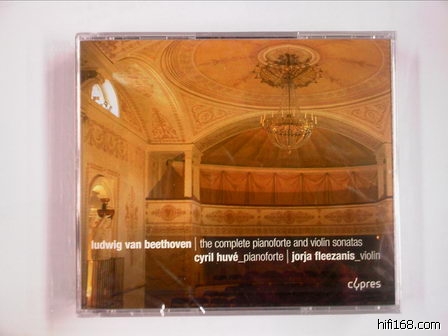 ludwig van beethoven | the complete pianoforte and violin sonatas
cyril huvé_pianoforte | jorja fleezanis_violin
cypres
hifi168.com